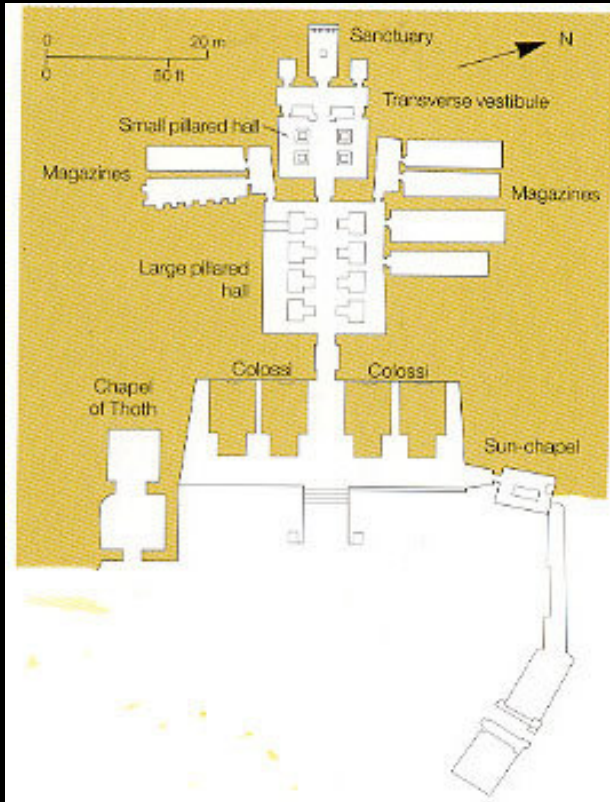 0 20 m
0 50 ft
Sanctuary
N
Transverse vestibule
Small pillared hall
Magazines
Magazines
Large pillared
hall
Colossi
Colossi
Chapel
of Thoth
Sun-chapel